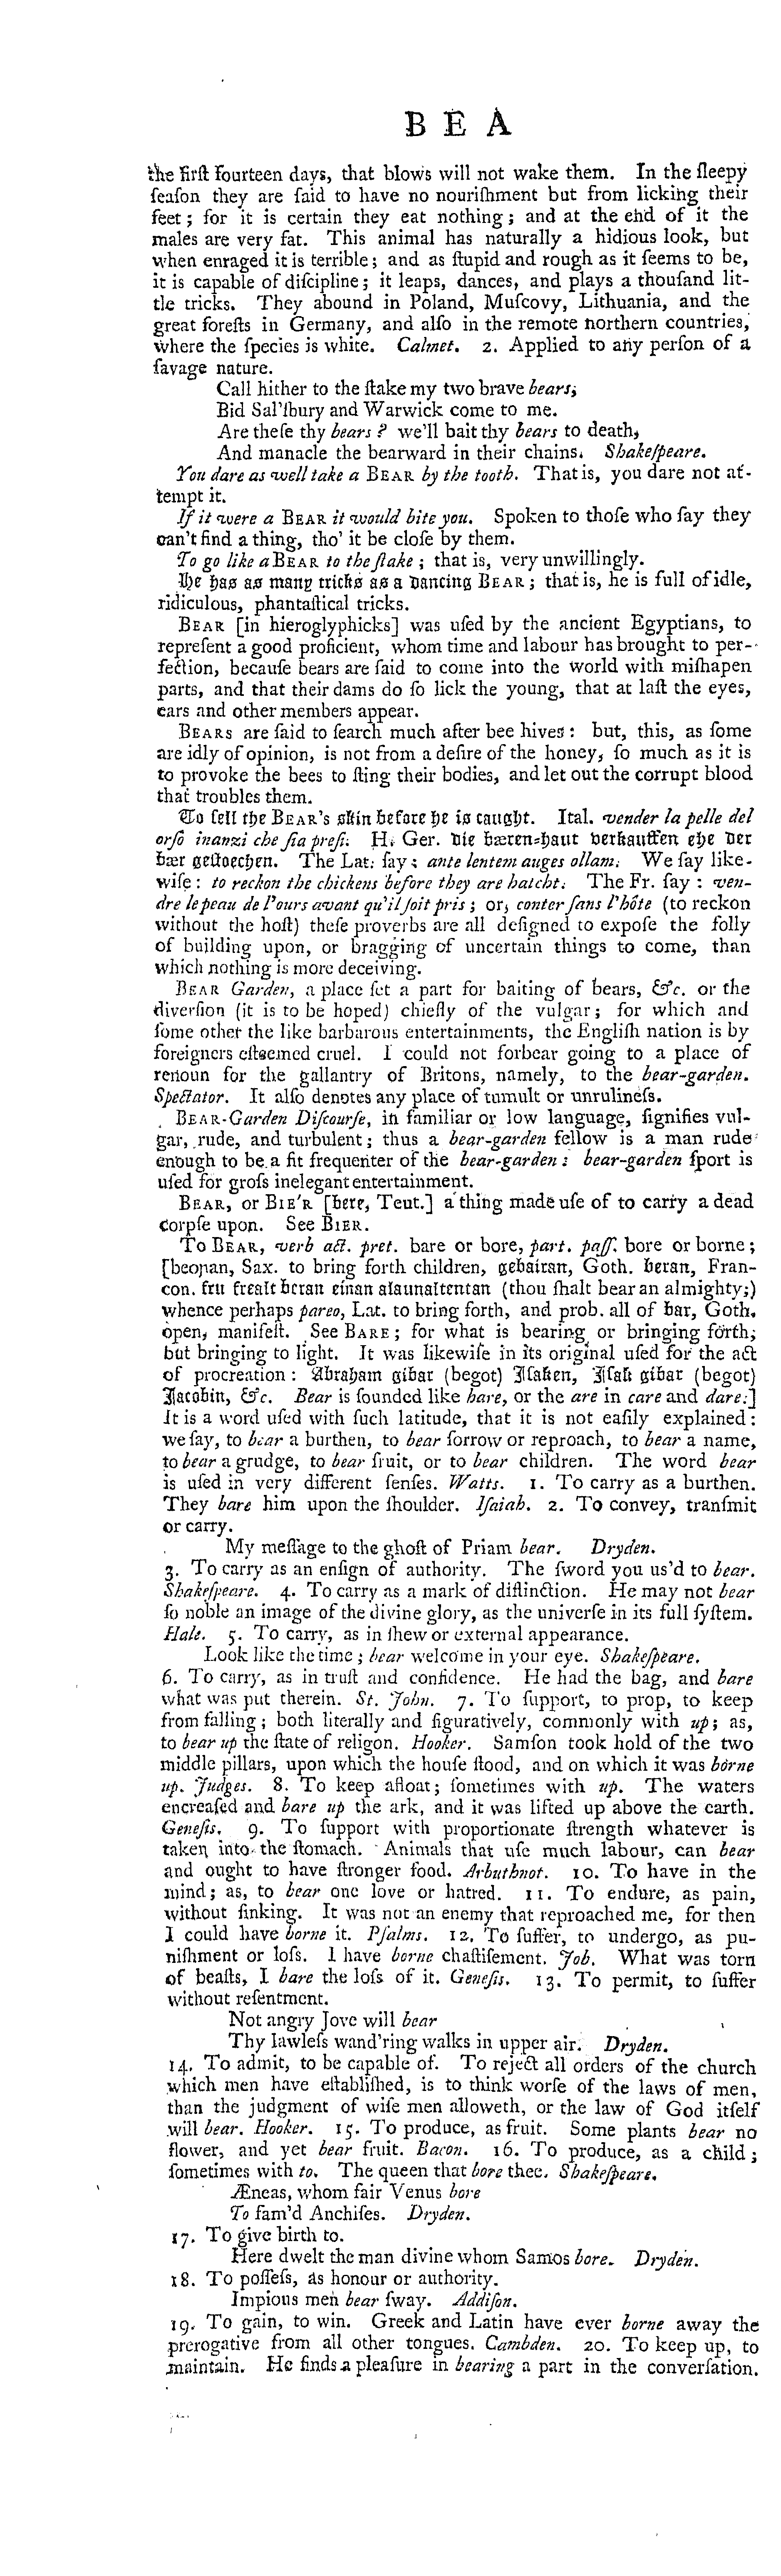 B E A
the firſt fourteen days, that blows will not wake them. In the ſleepy
ſeaſon they are ſaid to have no nouriſhment but from licking their
feet; for it is certain they eat nothing; and at the end of it the
males are very fat. This animal has naturally a hidious look, but
when enraged it is terrible; and as ſtupid and rough as it ſeems to be,
it is capable of diſcipline; it leaps, dances, and plays a thouſand lit-
tle tricks. They abound in Poland, Muſcovy, Lithuania, and the
great foreſts in Germany, and alſo in the remote northern countries,
where the ſpecies is white. Calmet. 2. Applied to any perſon of a
ſavage nature.
Call hither to the ſtake my two brave bears,
Bid Sal'ſbury and Warwick come to me.
Are theſe thy bears? we'll bait thy bears to death,
And manacle the bearward in their chains. Shakeſpeare.
You dare as well take a BEAR by the tooth. That is, you dare not at-
tempt it.
If it were a BEAR it would bite you. Spoken to thoſe who ſay they
can't find a thing, tho' it be cloſe by them.
To go like a BEAR to the ſtake; that is, very unwillingly.
He has as many tricks as a dancing BEAR; that is, he is full of idle,
ridiculous, phantaſtical tricks.
BEAR [in hieroglyphicks] was uſed by the ancient Egyptians, to
repreſent a good proficient, whom time and labour has brought to per-
fection, becauſe bears are ſaid to come into the world with miſhapen
parts, and that their dams do ſo lick the young, that at laſt the eyes,
ears and other members appear.
BEARS are ſaid to ſearch much after bee hives: but, this, as ſome
are idly of opinion, is not from a deſire of the honey, ſo much as it is
to provoke the bees to ſting their bodies, and let out the corrupt blood
that troubles them.
To ſell the BEAR's skin before he is caught. Ital. vender la pelle del
orſo inanzi che ſia preſi. H. Ger. Die bæren-haut verkauffen ehe der
bær geſtoechen. The Lat. ſay; ante lentem auges ollam. We ſay like-
wiſe: to reckon the chickens before they are hatcht. The Fr. ſay: ven-
dre le peau de l'ours avant qu'il ſoit pris; or, conter ſans l'hôte (to reckon
without the hoſt) theſe proverbs are all deſigned to expoſe the folly
of building upon, or bragging of uncertain things to come, than
which nothing is more deceiving.
BEAR Garden, a place ſet a part for baiting of bears, &c. or the
diverſion (it is to be hoped) chiefly of the vulgar; for which and
ſome other the like barbarous entertainments, the Engliſh nation is by
foreigners eſteemed cruel. I could not forbear going to a place of
renoun for the gallantry of Britons, namely, to the bear-garden.
Spectator. It alſo denotes any place of tumult or unrulineſs.
BEAR-Garden Diſcourſe, in familiar or low language, ſignifies vul-
gar, rude, and turbulent; thus a bear-garden fellow is a man rude
enough to be a fit frequenter of the bear-garden: bear-garden ſport is
uſed for groſs inelegant entertainment.
BEAR, or BIE'R [bere, Teut.] a thing made uſe of to carry a dead
corpſe upon. See BIER.
To BEAR, verb act. pret. bare or bore, part. paſſ. bore or borne;
[beoꞃan, Sax. to bring forth children, gebairan, Goth. beran, Fran-
con. fru frealt beran einan alaunaltentan (thou ſhalt bear an almighty;)
whence perhaps pareo, Lat. to bring forth, and prob. all of bar, Goth.
open, manifeſt. See BARE; for what is bearing or bringing forth,
but bringing to light. It was likewiſe in its original uſed for the act
of procreation: Abraham gibar (begot) Iſaken, Iſak gibar (begot)
Jacobin, &c. Bear is ſounded like hare, or the are in care and dare:]
It is a word uſed with ſuch latitude, that it is not eaſily explained:
we ſay, to bear a burthen, to bear ſorrow or reproach, to bear a name,
to bear a grudge, to bear fruit, or to bear children. The word bear
is uſed in very different ſenſes. Watts. 1. To carry as a burthen.
They bare him upon the ſhoulder. Iſaiah. 2. To convey, tranſmit
or carry.
My meſſage to the ghoſt of Priam bear. Dryden.
3. To carry as an enſign of authority. The ſword you us'd to bear.
Shakeſpeare. 4. To carry as a mark of diſtinction. He may not bear
ſo noble an image of the divine glory, as the univerſe in its full ſyſtem.
Hale. 5. To carry, as in ſhew or external appearance.
Look like the time; bear welcome in your eye. Shakeſpeare.
6. To carry, as in truſt and confidence. He had the bag, and bare
what was put therein. St. John. 7. To ſupport, to prop, to keep
from falling; both literally and figuratively, commonly with up; as,
to bear up the ſtate of religon. Hooker. Samſon took hold of the two
middle pillars, upon which the houſe ſtood, and on which it was borne
up. Judges. 8. To keep afloat; ſometimes with up. The waters
encreaſed and bare up the ark, and it was lifted up above the earth.
Geneſis. 9. To ſupport with proportionate ſtrength whatever is
taken into the ſtomach. Animals that uſe much labour, can bear
and ought to have ſtronger food. Arbuthnot. 10. To have in the
mind; as, to bear one love or hatred. 11. To endure, as pain,
without ſinking. It was not an enemy that reproached me, for then
I could have borne it. Pſalms. 12. To ſuffer, to undergo, as pu-
niſhment or loſs. I have borne chaſtiſement. Job. What was torn
of beaſts, I bare the loſs of it. Geneſis. 13. To permit, to ſuffer
without reſentment.
Not angry Jove will bear
Thy lawleſs wand'ring walks in upper air. Dryden.
14. To admit, to be capable of. To reject all orders of the church
which men have eſtabliſhed, is to think worſe of the laws of men,
than the judgment of wiſe men alloweth, or the law of God itſelf
will bear. Hooker. 15. To produce, as fruit. Some plants bear no
flower, and yet bear fruit. Bacon. 16. To produce, as a child;
ſometimes with to. The queen that bore thee. Shakeſpeare.
Æneas, whom fair Venus bore
To fam'd Anchiſes. Dryden.
17. To give birth to.
Here dwelt the man divine whom Samos bore. Dryden.
18. To poſſeſs, as honour or authority.
Impious men bear ſway. Addiſon.
19. To gain, to win. Greek and Latin have ever borne away the
prerogative from all other tongues. Cambden. 20. To keep up, to
maintain. He finds a pleaſure in bearing a part in the converſation.